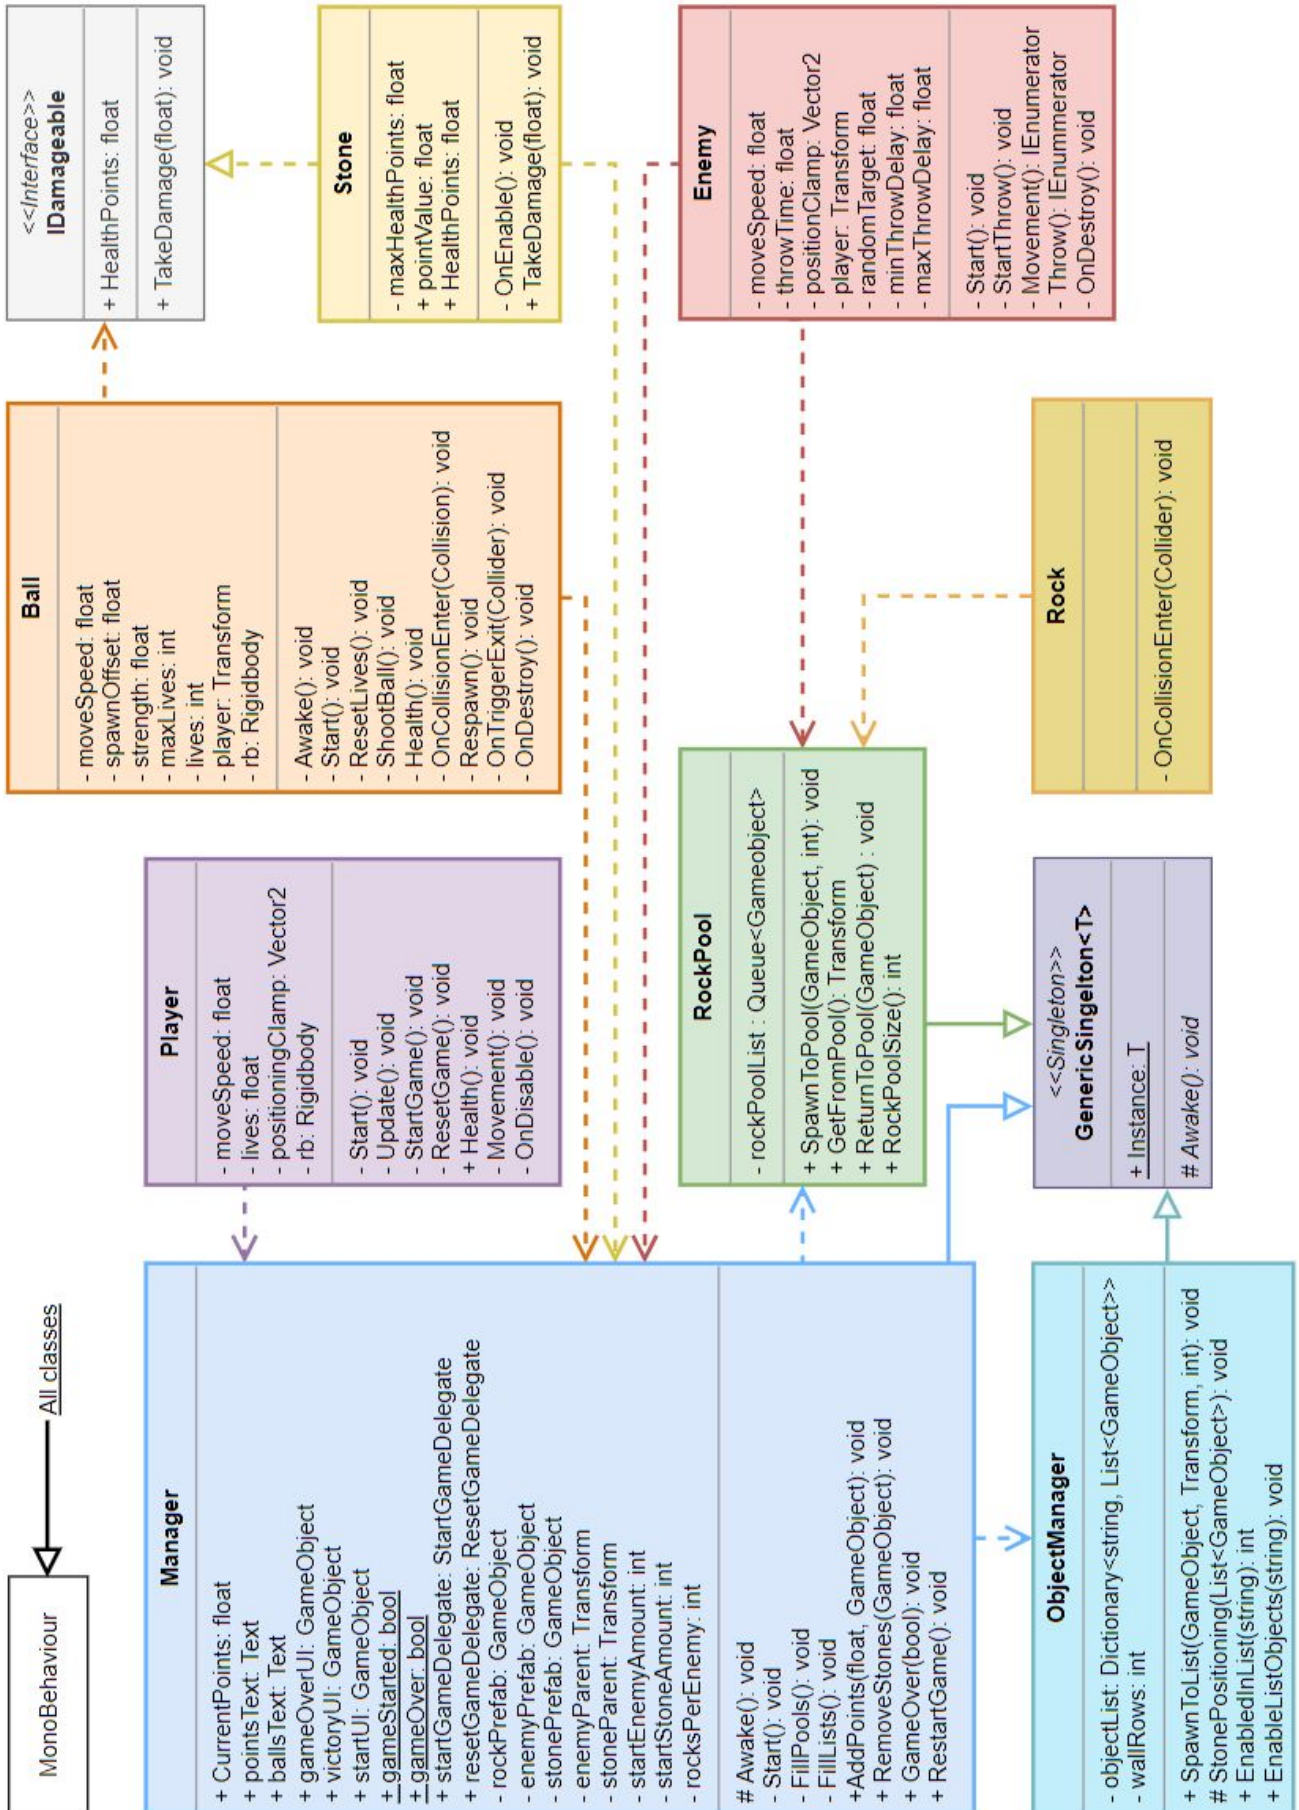 MonoBehaviour
All classes
Manager
+ CurrentPoints: float
+ pointsText: Text
+ ballsText: Text
+ gameOverUI: GameObject
+ victoryUI: GameObject
+ startUI: GameObject
+ gameStarted: bool
+ gameOver: bool
+ startGameDelegate: StartGameDelegate
+ resetGameDelegate: ResetGameDelegate
- rockPrefab: GameObject
- enemyPrefab: GameObject
- stonePrefab: GameObject
- enemyParent: Transform
- stoneParent: Transform
- startEnemyAmount: int
- startStoneAmount: int
- rocksPerEnemy: int
# Awake(): void
- Start(): void
- FillPools(): void
- FillLists(): void
+AddPoints(float, GameObject): void
+ RemoveStones(GameObject): void
+ GameOver(bool): void
+ RestartGame(): void
Player
- moveSpeed: float
- lives: float
- positioningClamp: Vector2
- rb: Rigidbody
- Start(): void
- Update(): void
- StartGame(): void
- ResetGame(): void
+ Health(): void
- Movement(): void
- OnDisable(): void
Ball
- moveSpeed: float
- spawnOffset: float
- strength: float
- maxLives: int
- lives: int
- player: Transform
- rb: Rigidbody
- Awake(): void
- Start(): void
- ResetLives(): void
- ShootBall(): void
- Health(): void
- OnCollisionEnter(Collision): void
- Respawn(): void
- OnTriggerExit(Collider): void
- OnDestroy(): void
<<Interface>>
IDamageable
+ HealthPoints: float
+ TakeDamage(float): void
Stone
- maxHealthPoints: float
+ pointValue: float
+ HealthPoints: float
- OnEnable(): void
+ TakeDamage(float): void
RockPool
- rockPoolList : Queue<Gameobject>
+ SpawnToPool(GameObject, int): void
+ GetFromPool(): Transform
+ ReturnToPool(GameObject) : void
+ RockPoolSize(): int
Enemy
- moveSpeed: float
- throwTime: float
- positionClamp: Vector2
- player: Transform
- randomTarget: float
- minThrowDelay: float
- maxThrowDelay: float
- Start(): void
- StartThrow(): void
- Movement(): IEnumerator
- Throw(): IEnummerator
- OnDestroy(): void
ObjectManager
- objectList: Dictionary<string, List<GameObject>>
- wallRows: int
+ SpawnToList(GameObject, Transform, int): void
# StonePositioning(List<GameObject>): void
+ EnabledInList(string): int
+ EnableListObjects(string): void
<<Singleton>>
GenericSingelton<T>
+ Instance: T
# Awake(): void
Rock
- OnCollisionEnter(Collider): void